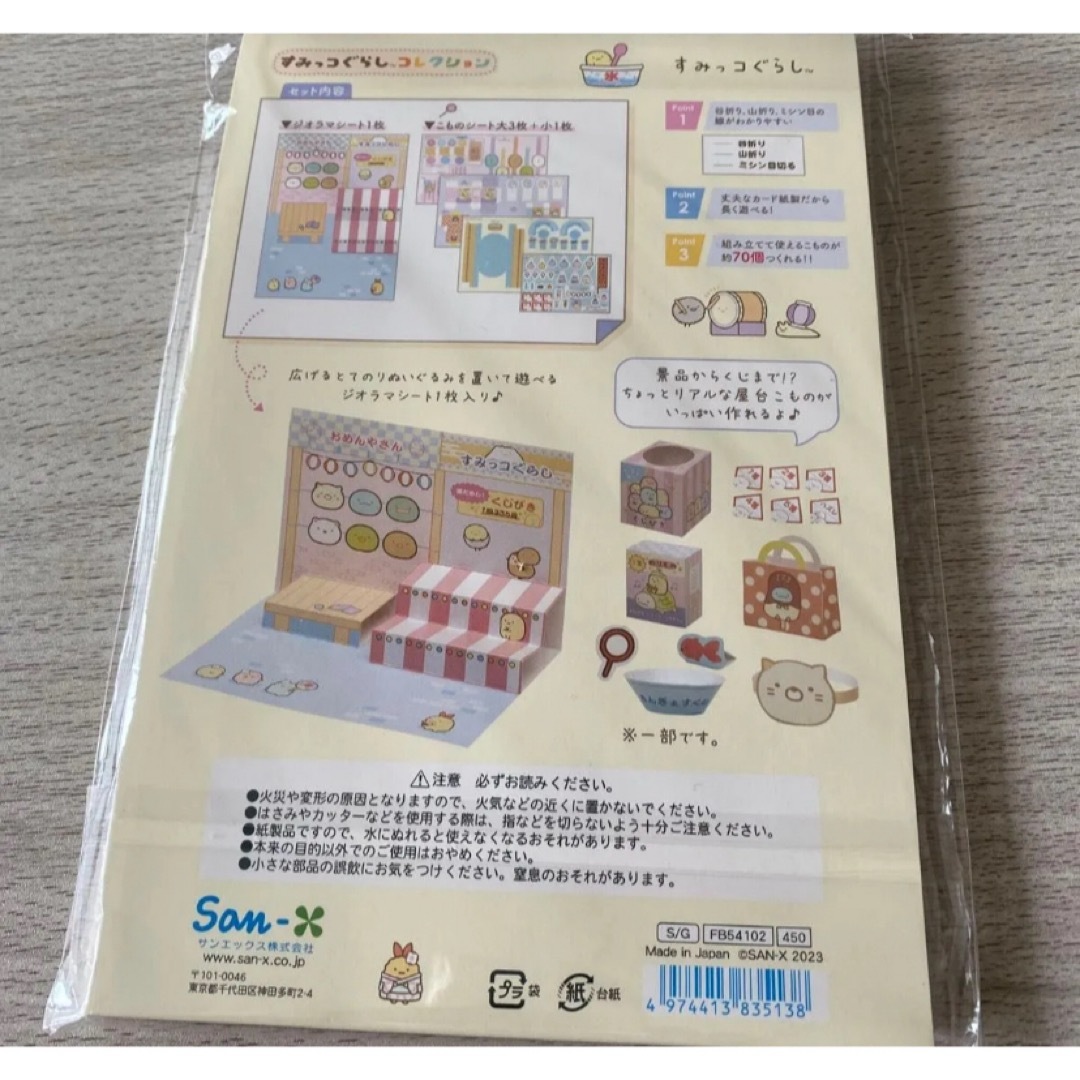 すみっコぐらし コレクション
氷
すみっコぐらし
セット内容
▼ジオラマシート1枚
▼こものシート大3枚+小1枚
Point 1
谷折り、山折り、ミシン目の
線がわかりやすい
谷折り
山折り
ミシン目切る
Point 2
丈夫なカード紙製だから
長く遊べる!
Point 3
組み立てて使えるこものが
約70個つくれる!!
広げるとてのりぬいぐるみを置いて遊べる
ジオラマシート1枚入り♪
景品からくじまで!?
ちょっとリアルな屋台こものが
いっぱい作れるよ♪
おめんやさん
すみっコぐらし
くじびき
くじびき
※一部です。
⚠注意 必ずお読みください。
●火災や変形の原因となりますので、火気などの近くに置かないでください。
●はさみやカッターなどを使用する際は、指などを切らないよう十分ご注意ください。
●紙製品ですので、水にぬれると使えなくなるおそれがあります。
●本来の目的以外でのご使用はおやめください。
●小さな部品の誤飲にお気をつけください。窒息のおそれがあります。
San-X
サンエックス株式会社
www.san-x.co.jp
〒101-0046
東京都千代田区神田多町2-4
プラ 袋
紙 台紙
S/G FB54102 450
Made in Japan ©SAN-X 2023
4 974413 835138